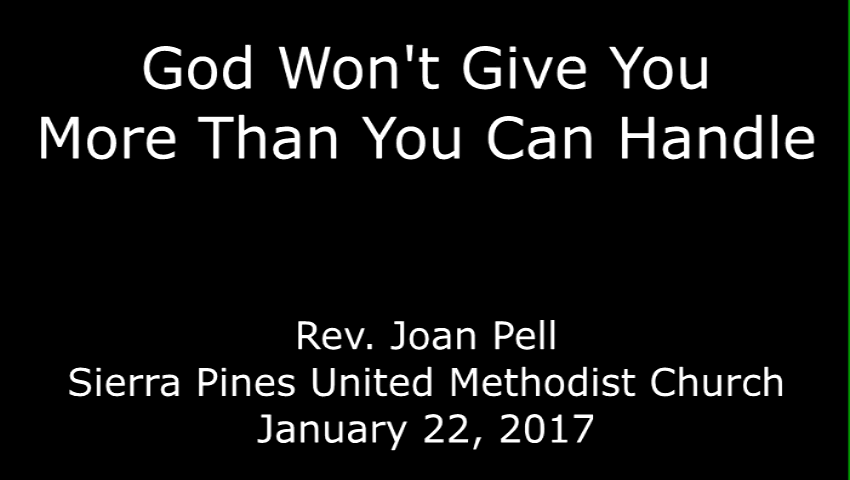 God Won't Give You
More Than You Can Handle
Rev. Joan Pell
Sierra Pines United Methodist Church
January 22, 2017